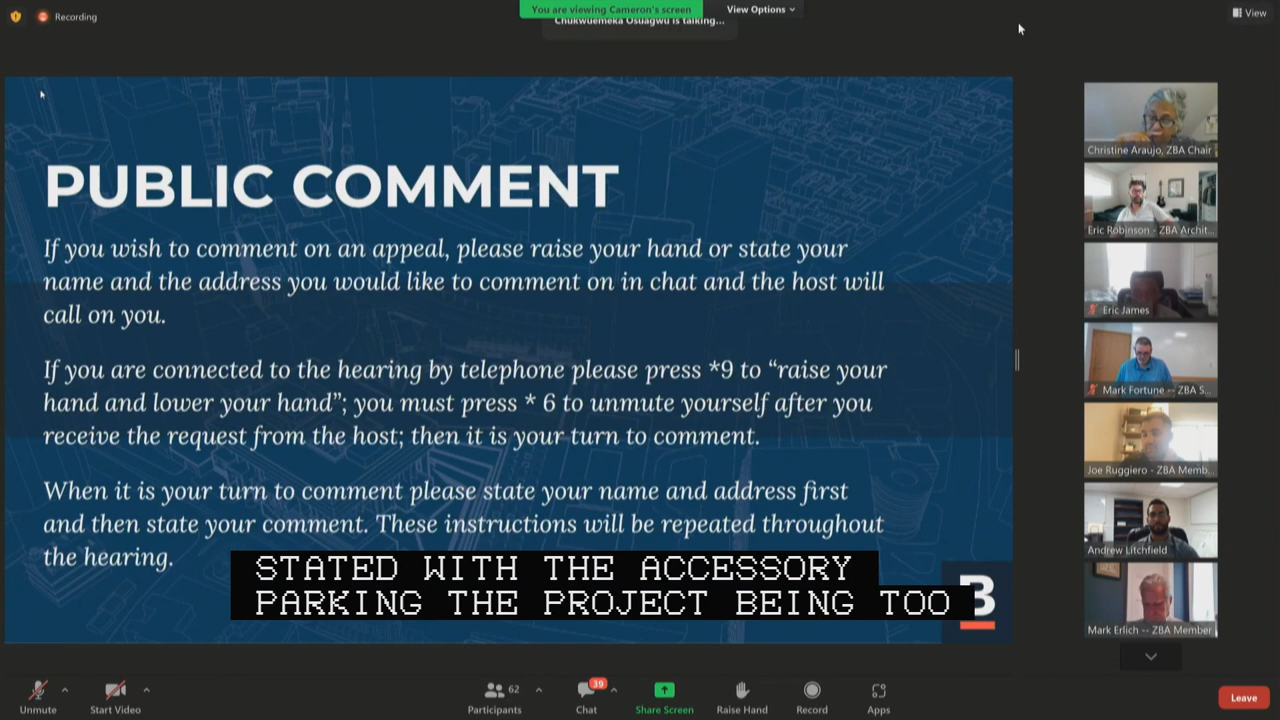 You are viewing Cameron's screen
View Options
Recording
View
Chukwuemeka Osuagwu is talking...
PUBLIC COMMENT
If you wish to comment on an appeal, please raise your hand or state your
name and the address you would like to comment on in chat and the host will
call on you.
If you are connected to the hearing by telephone please press *9 to “raise your
hand and lower your hand”; you must press * 6 to unmute yourself after you
receive the request from the host; then it is your turn to comment.
When it is your turn to comment please state your name and address first
and then state your comment. These instructions will be repeated throughout
the hearing.
STATED WITH THE ACCESSORY
PARKING THE PROJECT BEING TOO
B
Christine Araujo, ZBA Chair
Eric Robinson - ZBA Archit...
Eric James
Mark Fortune -- ZBA S...
Joe Ruggiero - ZBA Memb...
Andrew Litchfield
Mark Erlich -- ZBA Member
Unmute
Start Video
62
Participants
39
Chat
Share Screen
Raise Hand
Record
Apps
Leave